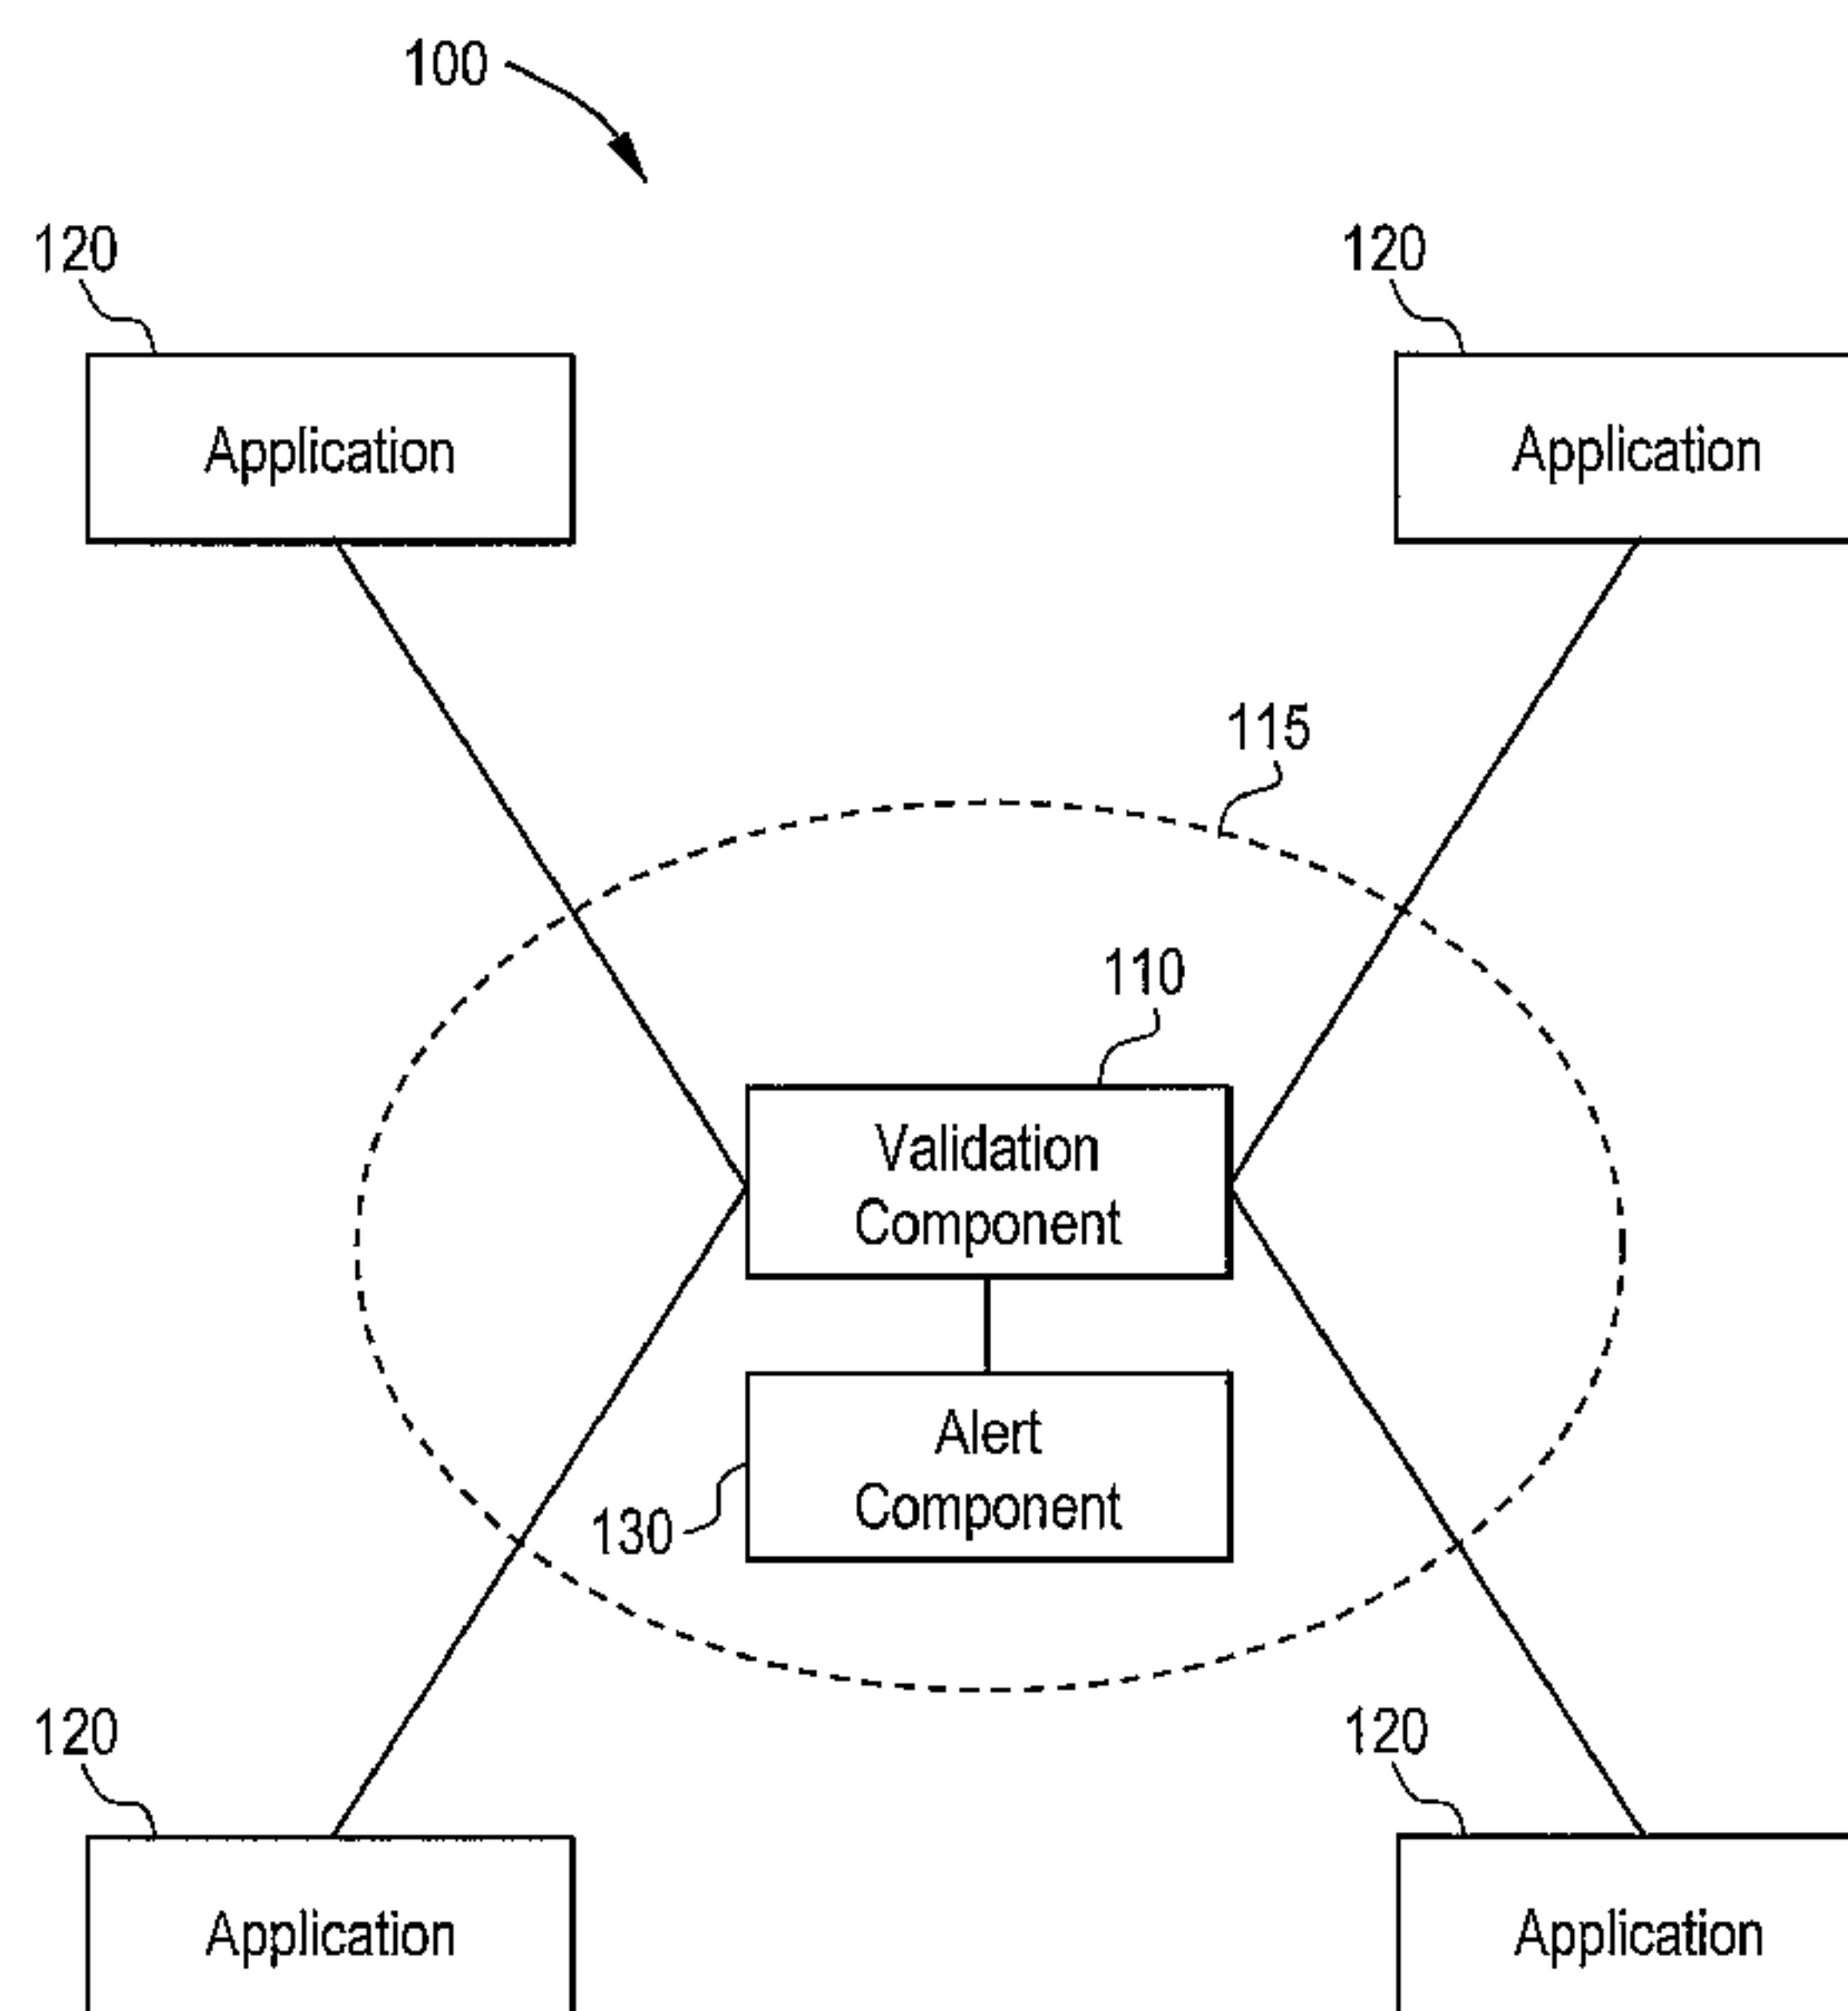 100
120
120
Application
Application
115
110
Validation
Component
Alert
Component
130
120
120
Application
Application